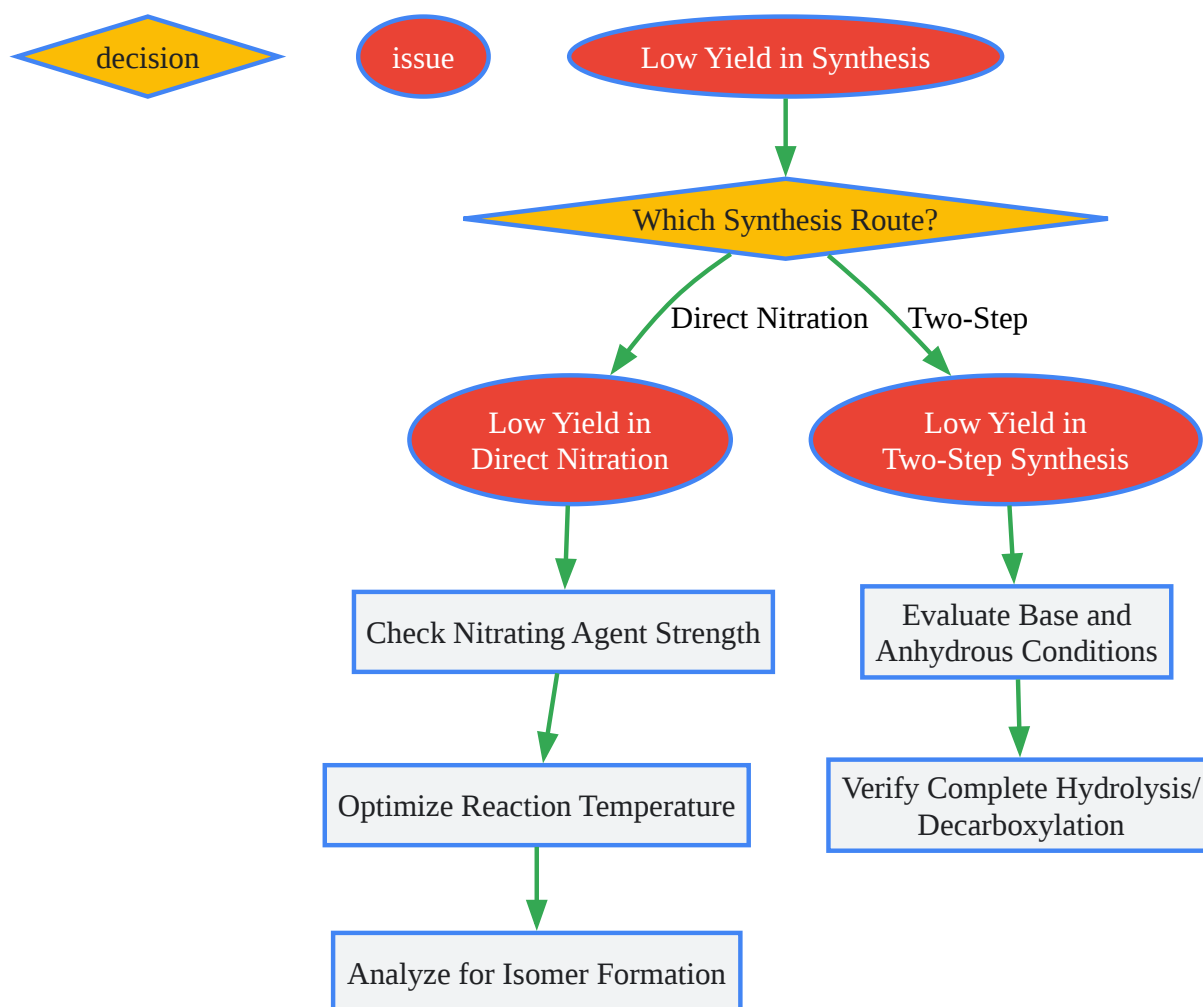 decision
issue
Low Yield in Synthesis
Which Synthesis Route?
Direct Nitration
Two-Step
Low Yield in
Direct Nitration
Low Yield in
Two-Step Synthesis
Check Nitrating Agent Strength
Evaluate Base and
Anhydrous Conditions
Optimize Reaction Temperature
Verify Complete Hydrolysis/
Decarboxylation
Analyze for Isomer Formation